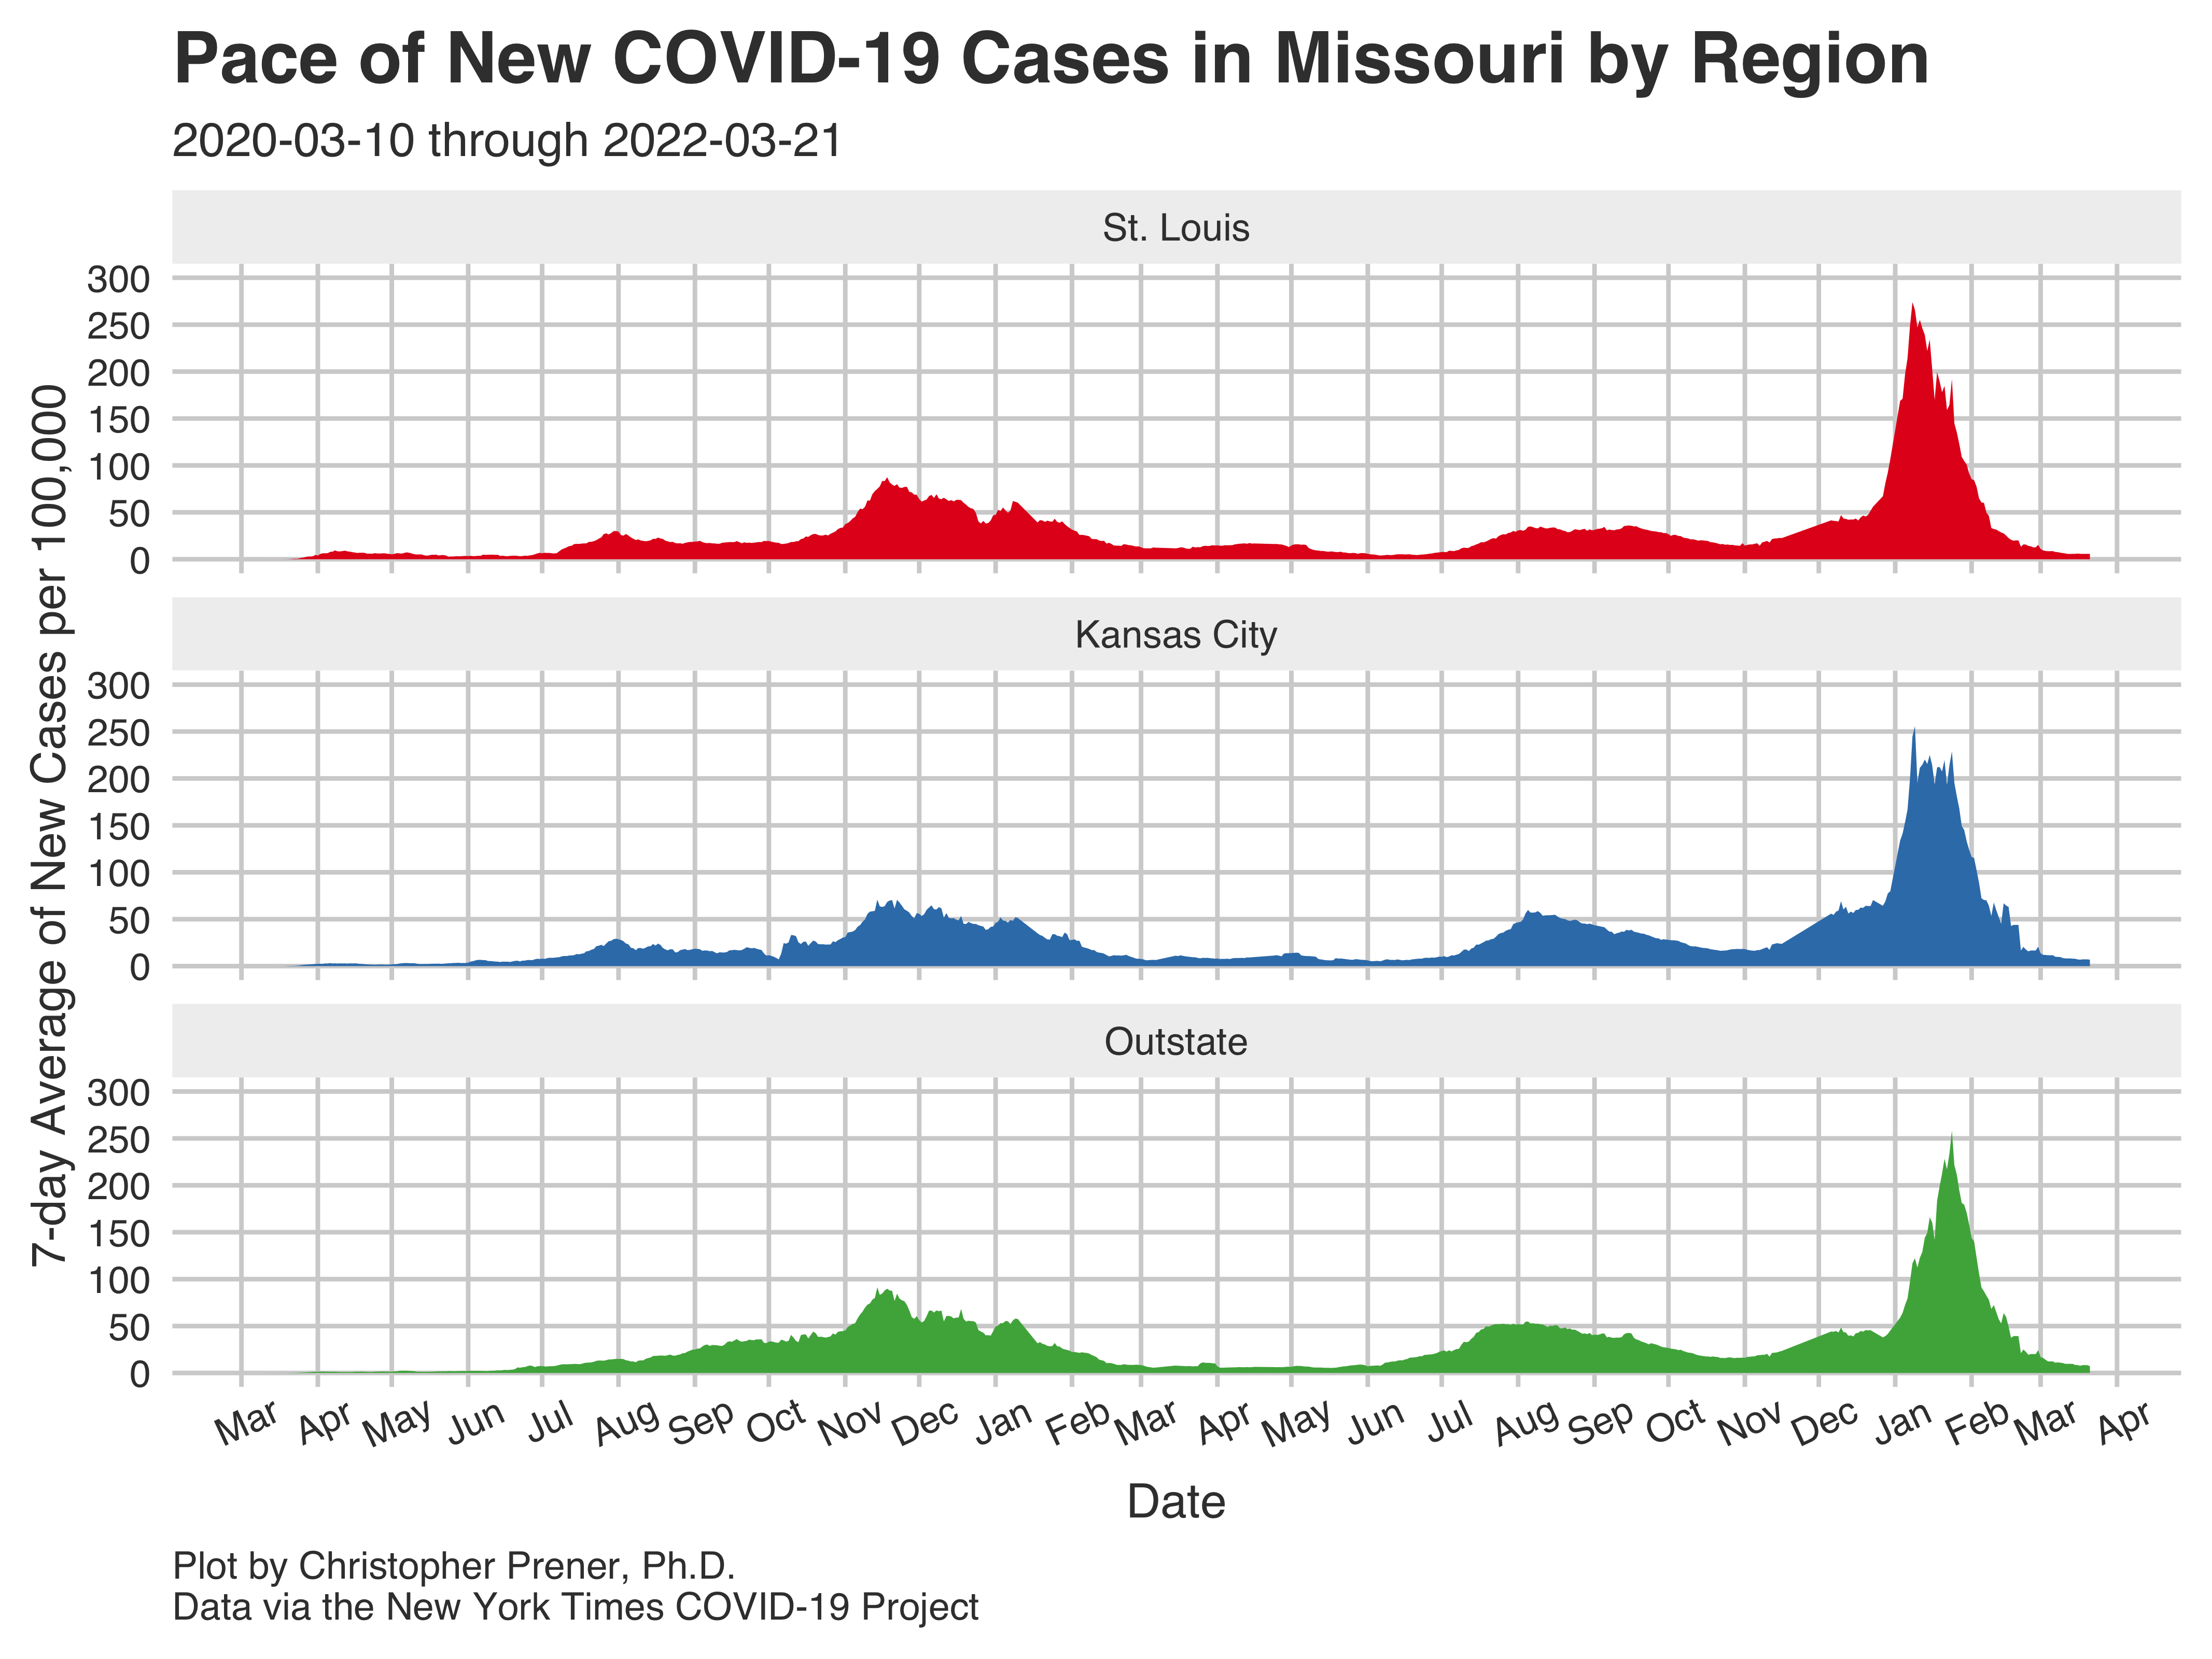 Pace of New COVID-19 Cases in Missouri by Region
2020-03-10 through 2022-03-21
7-day Average of New Cases per 100,000
St. Louis
300
250
200
150
100
50
0
Kansas City
300
250
200
150
100
50
0
Outstate
300
250
200
150
100
50
0
Mar Apr May Jun Jul Aug Sep Oct Nov Dec Jan Feb Mar Apr May Jun Jul Aug Sep Oct Nov Dec Jan Feb Mar Apr
Date
Plot by Christopher Prener, Ph.D.
Data via the New York Times COVID-19 Project